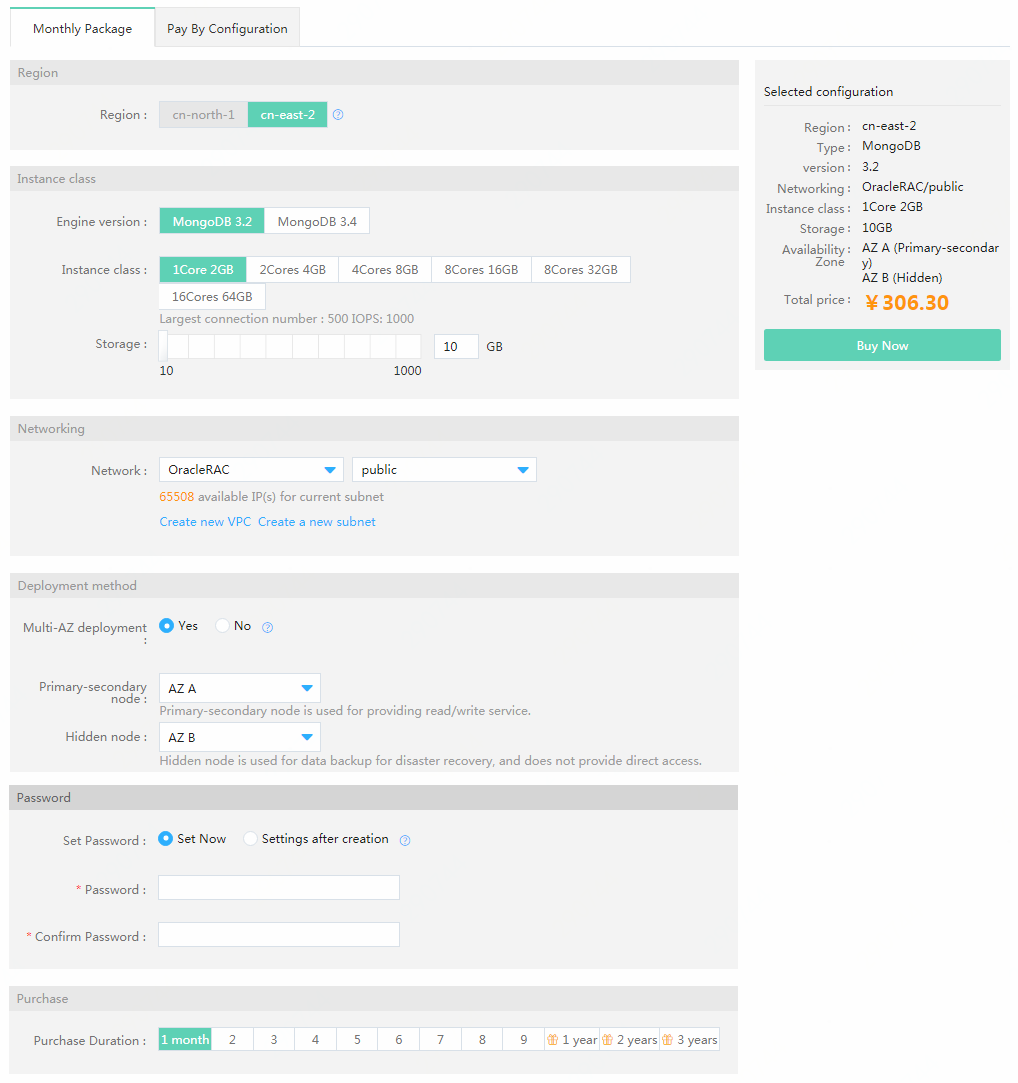 Monthly Package
Pay By Configuration
Region
Region :
cn-north-1
cn-east-2
?
Instance class
Engine version :
MongoDB 3.2
MongoDB 3.4
Instance class :
1Core 2GB
2Cores 4GB
4Cores 8GB
8Cores 16GB
8Cores 32GB
16Cores 64GB
Largest connection number : 500 IOPS: 1000
Storage :
10
GB
10
1000
Networking
Network :
OracleRAC
public
65508 available IP(s) for current subnet
Create new VPC Create a new subnet
Deployment method
Multi-AZ deployment
:
Yes
No
?
Primary-secondary
node :
AZ A
Primary-secondary node is used for providing read/write service.
Hidden node :
AZ B
Hidden node is used for data backup for disaster recovery, and does not provide direct access.
Password
Set Password :
Set Now
Settings after creation
?
* Password :
* Confirm Password :
Purchase
Purchase Duration :
1 month
2
3
4
5
6
7
8
9
1 year
2 years
3 years
Selected configuration
Region : cn-east-2
Type : MongoDB
version : 3.2
Networking : OracleRAC/public
Instance class : 1Core 2GB
Storage : 10GB
Availability :
Zone
AZ A (Primary-secondar
y)
AZ B (Hidden)
Total price : ¥306.30
Buy Now